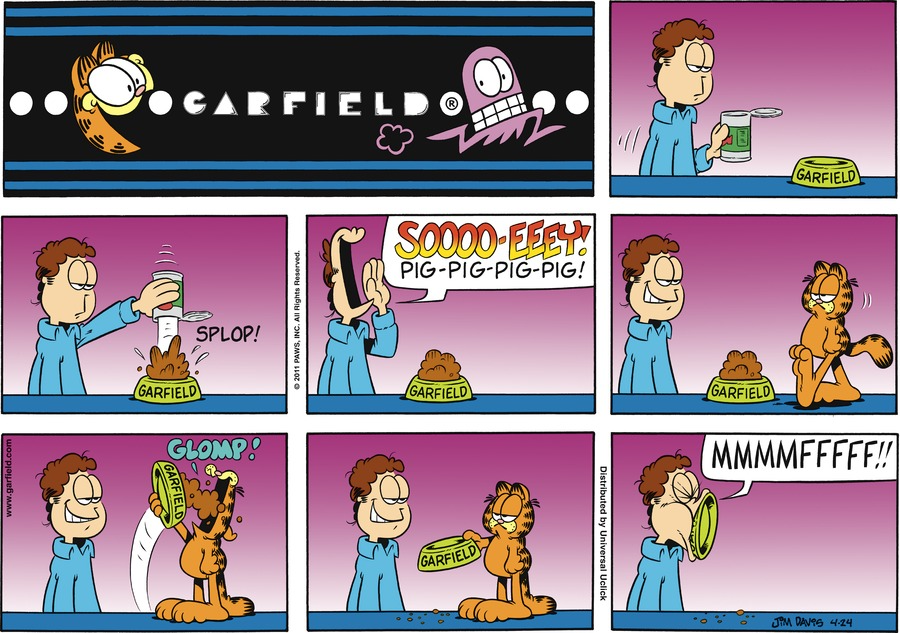 GARFIELD®
GARFIELD
SPLOP!
GARFIELD
© 2011 PAWS, INC. All Rights Reserved.
SOOOO-EEEY!
PIG-PIG-PIG-PIG!
GARFIELD
GARFIELD
www.garfield.com
GLOMP!
GARFIELD
GARFIELD
Distributed by Universal Uclick
MMMMFFFFF!!
JIM DAVIS 4-24